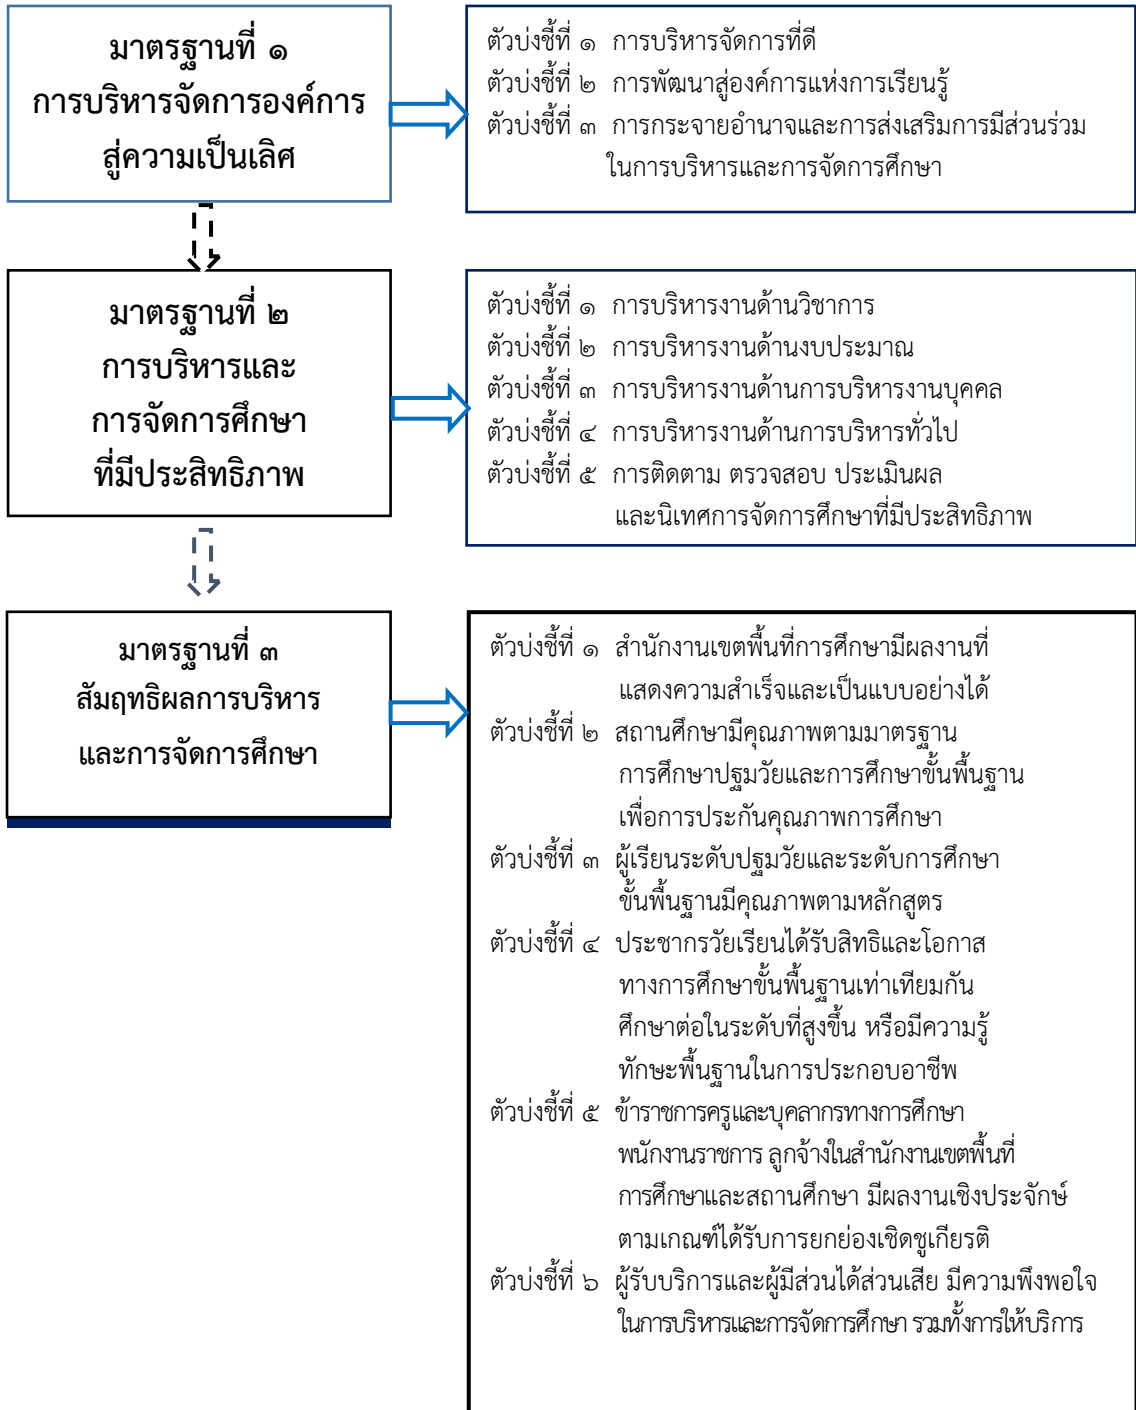 มาตรฐานที่ ๑
การบริหารจัดการองค์การ
สู่ความเป็นเลิศ
ตัวบ่งชี้ที่ ๑ การบริหารจัดการที่ดี
ตัวบ่งชี้ที่ ๒ การพัฒนาสู่องค์การแห่งการเรียนรู้
ตัวบ่งชี้ที่ ๓ การกระจายอำนาจและการส่งเสริมการมีส่วนร่วม
ในการบริหารและการจัดการศึกษา
มาตรฐานที่ ๒
การบริหารและ
การจัดการศึกษา
ที่มีประสิทธิภาพ
ตัวบ่งชี้ที่ ๑ การบริหารงานด้านวิชาการ
ตัวบ่งชี้ที่ ๒ การบริหารงานด้านงบประมาณ
ตัวบ่งชี้ที่ ๓ การบริหารงานด้านการบริหารงานบุคคล
ตัวบ่งชี้ที่ ๔ การบริหารงานด้านการบริหารทั่วไป
ตัวบ่งชี้ที่ ๕ การติดตาม ตรวจสอบ ประเมินผล
และนิเทศการจัดการศึกษาที่มีประสิทธิภาพ
มาตรฐานที่ ๓
สัมฤทธิผลการบริหาร
และการจัดการศึกษา
ตัวบ่งชี้ที่ ๑ สำนักงานเขตพื้นที่การศึกษามีผลงานที่
แสดงความสำเร็จและเป็นแบบอย่างได้
ตัวบ่งชี้ที่ ๒ สถานศึกษามีคุณภาพตามมาตรฐาน
การศึกษาปฐมวัยและการศึกษาขั้นพื้นฐาน
เพื่อการประกันคุณภาพการศึกษา
ตัวบ่งชี้ที่ ๓ ผู้เรียนระดับปฐมวัยและระดับการศึกษา
ขั้นพื้นฐานมีคุณภาพตามหลักสูตร
ตัวบ่งชี้ที่ ๔ ประชากรวัยเรียนได้รับสิทธิและโอกาส
ทางการศึกษาขั้นพื้นฐานเท่าเทียมกัน
ศึกษาต่อในระดับที่สูงขึ้น หรือมีความรู้
ทักษะพื้นฐานในการประกอบอาชีพ
ตัวบ่งชี้ที่ ๕ ข้าราชการครูและบุคลากรทางการศึกษา
พนักงานราชการ ลูกจ้างในสำนักงานเขตพื้นที่
การศึกษาและสถานศึกษา มีผลงานเชิงประจักษ์
ตามเกณฑ์ได้รับการยกย่องเชิดชูเกียรติ
ตัวบ่งชี้ที่ ๖ ผู้รับบริการและผู้มีส่วนได้ส่วนเสีย มีความพึงพอใจ
ในการบริหารและการจัดการศึกษา รวมทั้งการให้บริการ